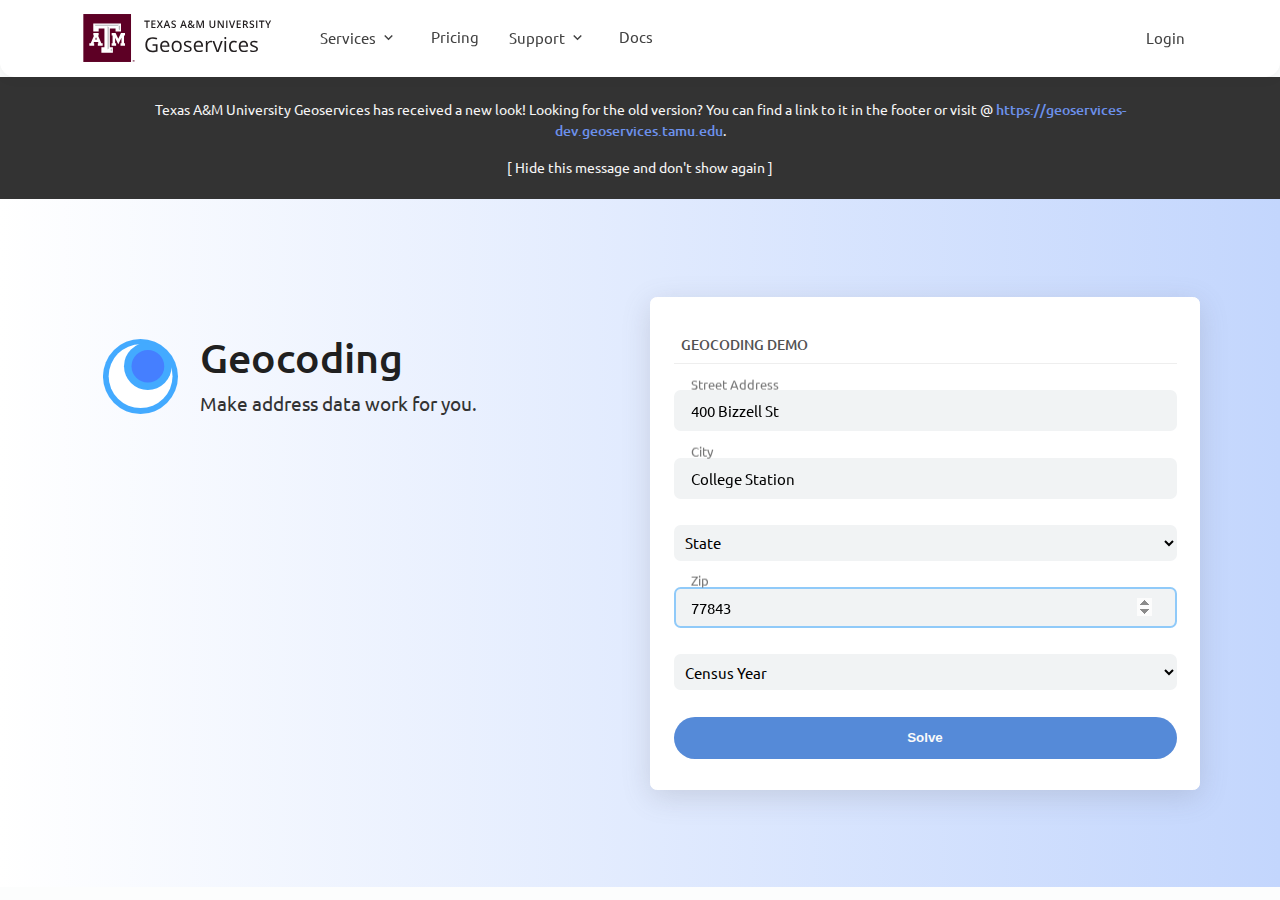 TEXAS A&M UNIVERSITY
Geoservices
Services
Pricing
Support
Docs
Login
Texas A&M University Geoservices has received a new look! Looking for the old version? You can find a link to it in the footer or visit @ https://geoservices-
dev.geoservices.tamu.edu.
[ Hide this message and don't show again ]
Geocoding
Make address data work for you.
GEOCODING DEMO
Street Address
400 Bizzell St
City
College Station
State
Zip
77843
Census Year
Solve